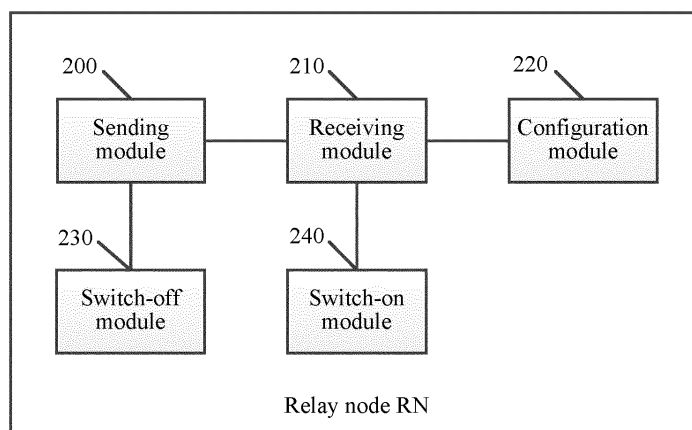 200
210
220
Sending
module
Receiving
module
Configuration
module
230
240
Switch-off
module
Switch-on
module
Relay node RN